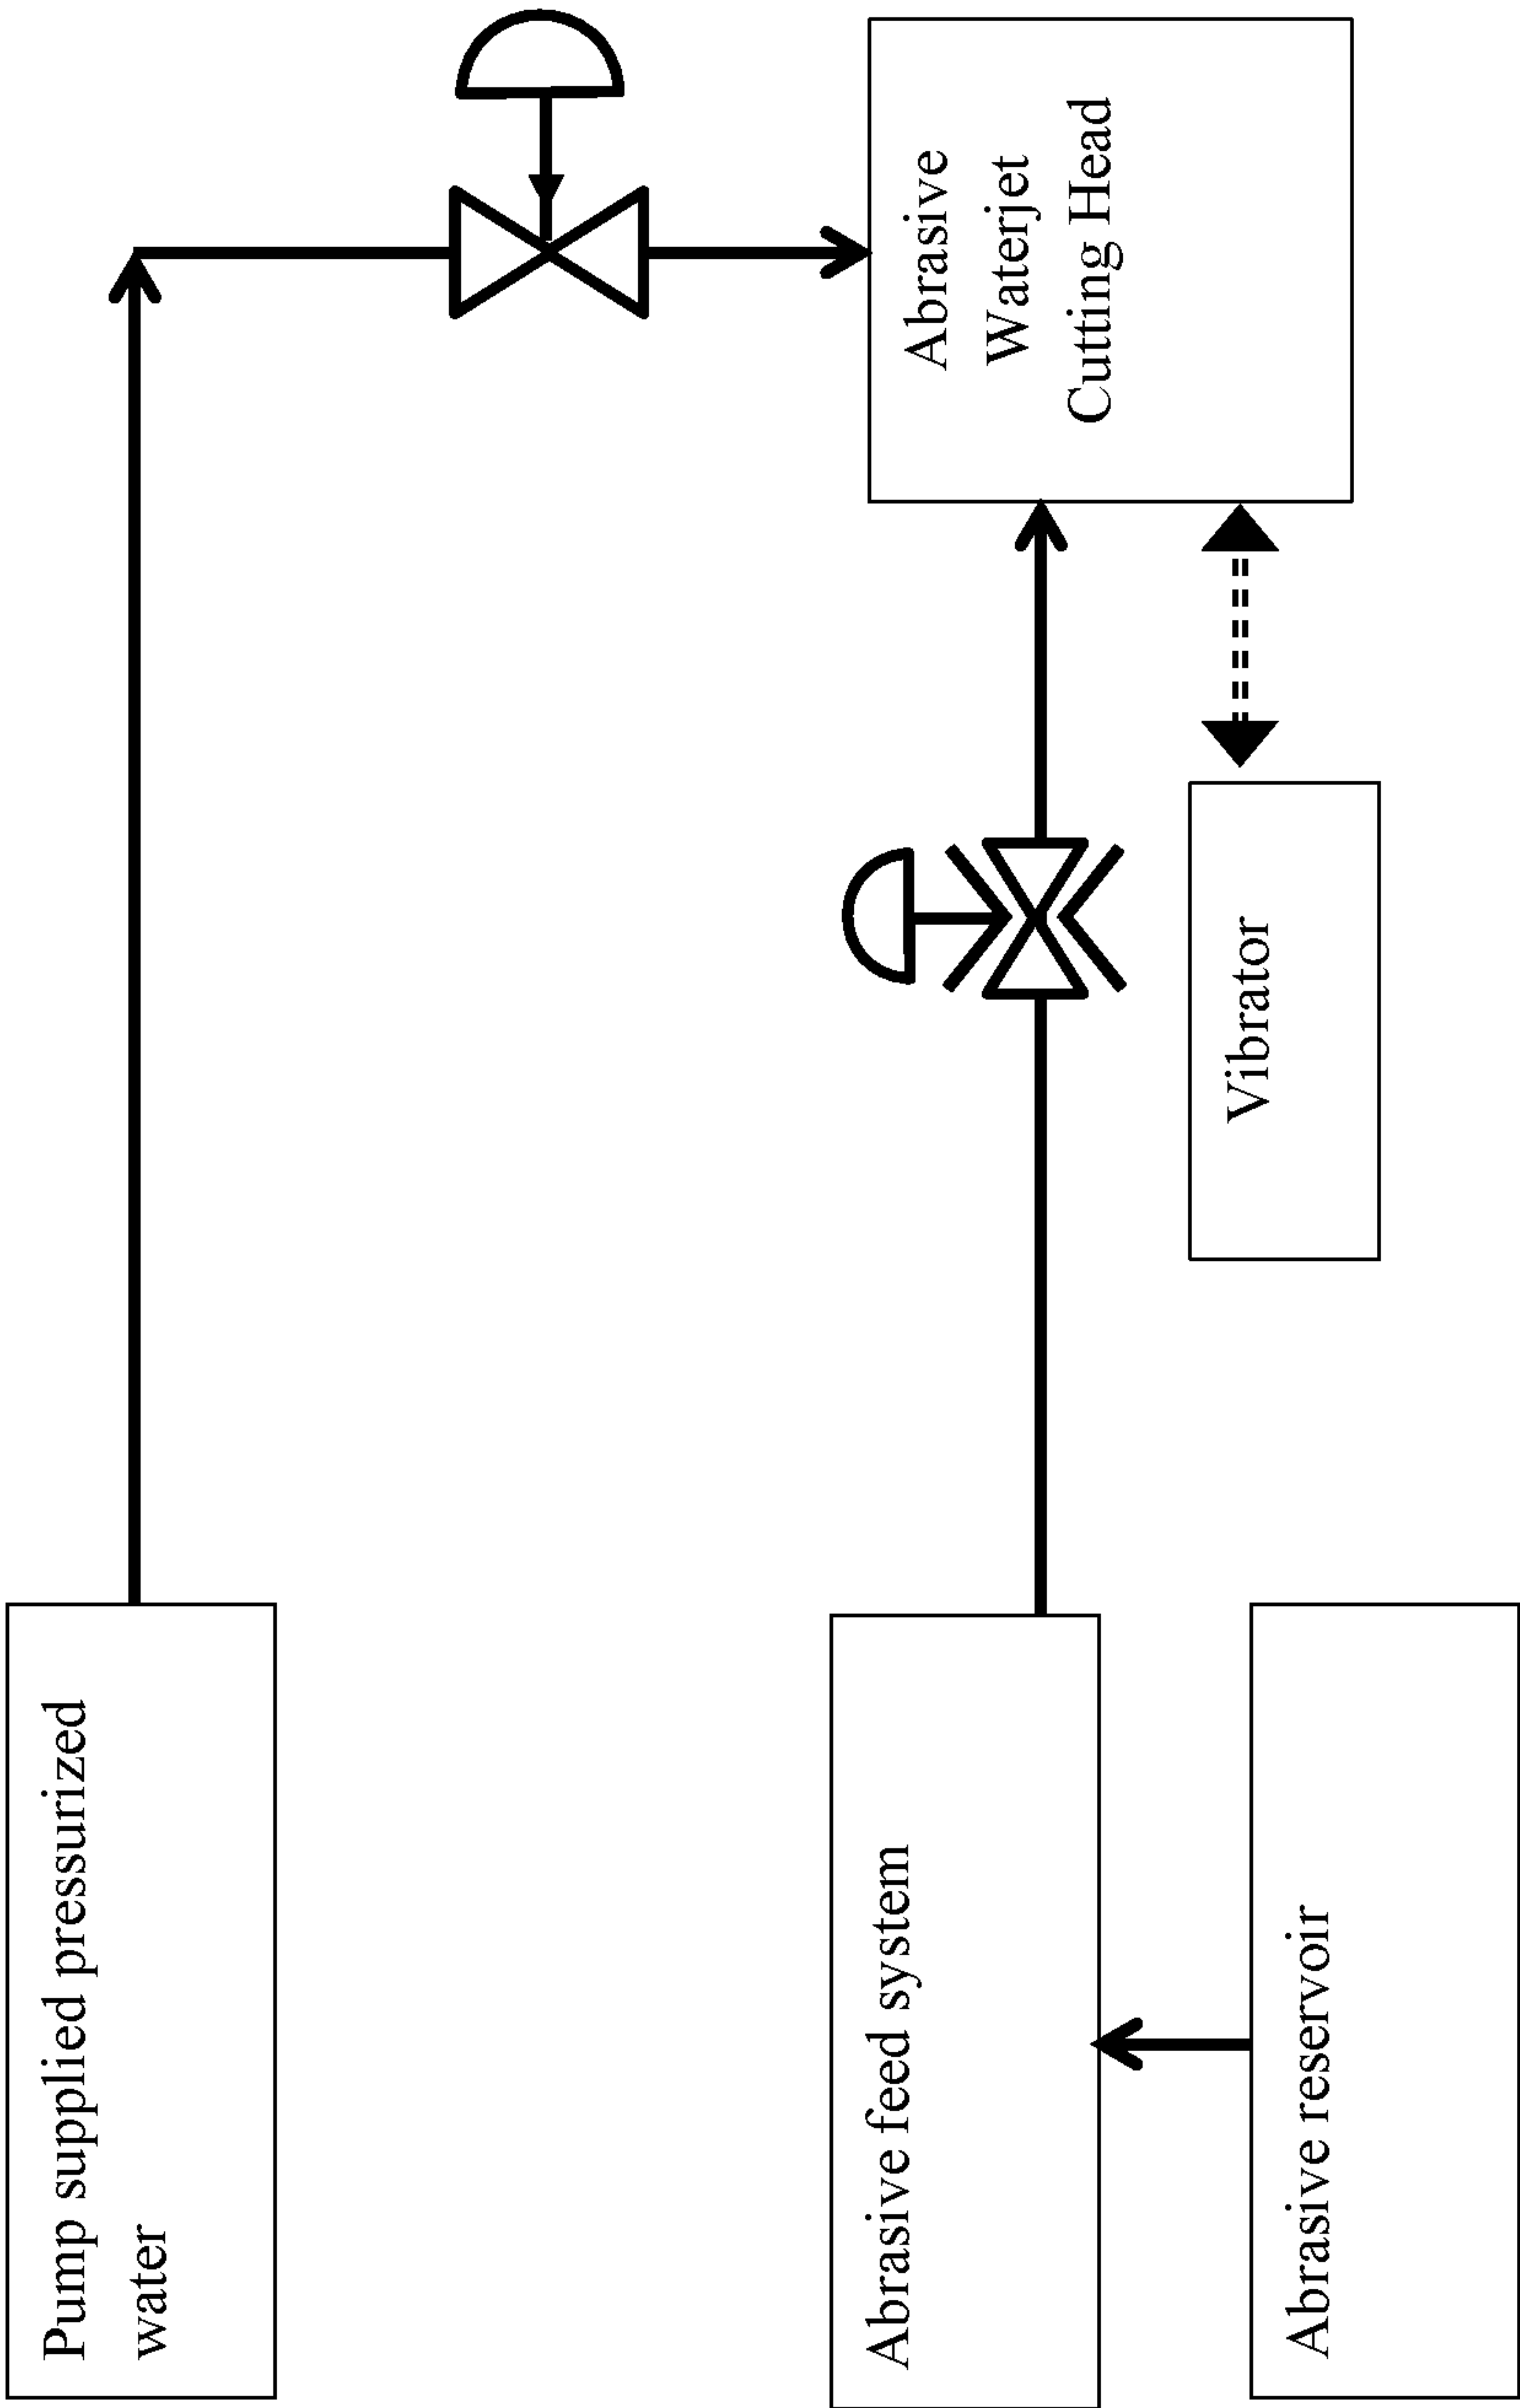 Pump supplied pressurized
water
Abrasive
Waterjet
Cutting Head
Abrasive feed system
Vibrator
Abrasive reservoir